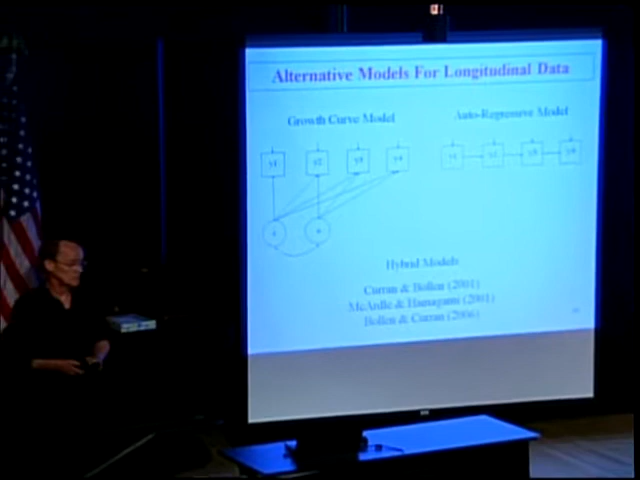 Alternative Models For Longitudinal Data
Growth Curve Model
Auto-Regressive Model
y1 y2 y3 y4
y1 y2 y3 y4
Hybrid Models
Curran & Bollen (2001)
McArdle & Hamagami (2001)
Bollen & Curran (2006)